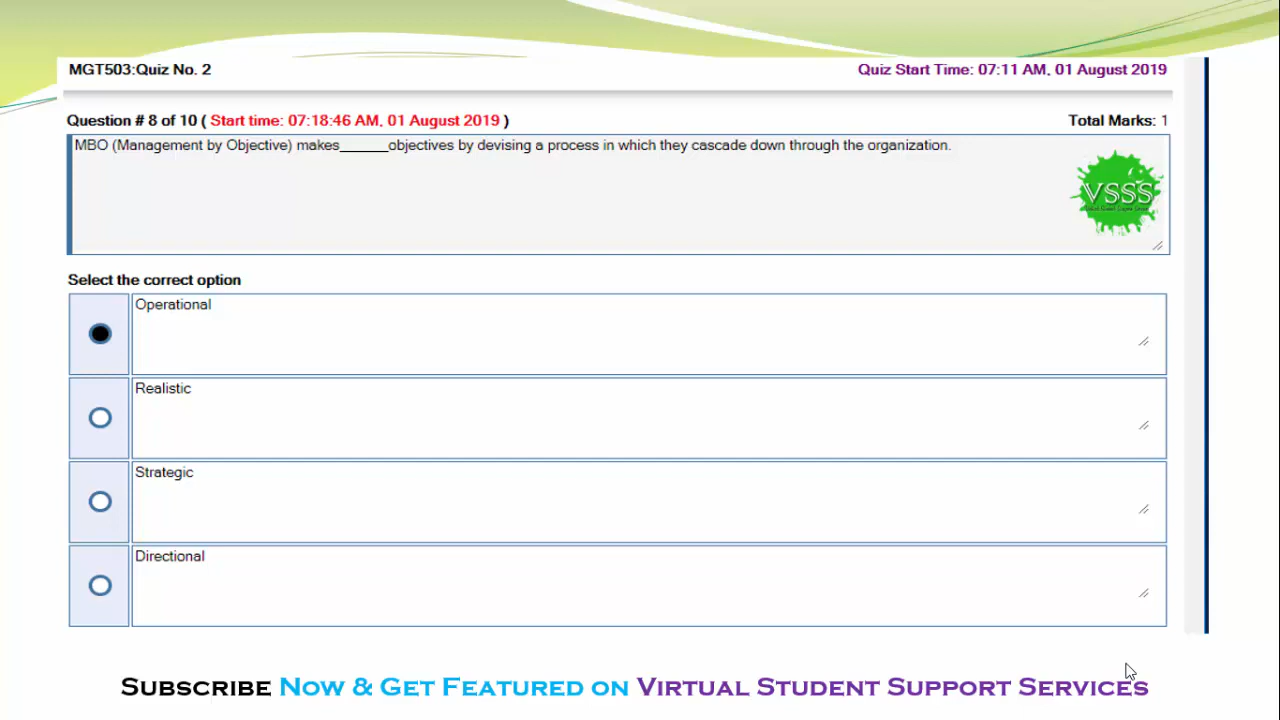 MGT503:Quiz No. 2
Quiz Start Time: 07:11 AM, 01 August 2019
Question # 8 of 10 ( Start time: 07:18:46 AM, 01 August 2019 )
Total Marks: 1
MBO (Management by Objective) makes______objectives by devising a process in which they cascade down through the organization.
VSSS
Select the correct option
Operational
Realistic
Strategic
Directional
Subscribe Now & Get Featured on Virtual Student Support Services